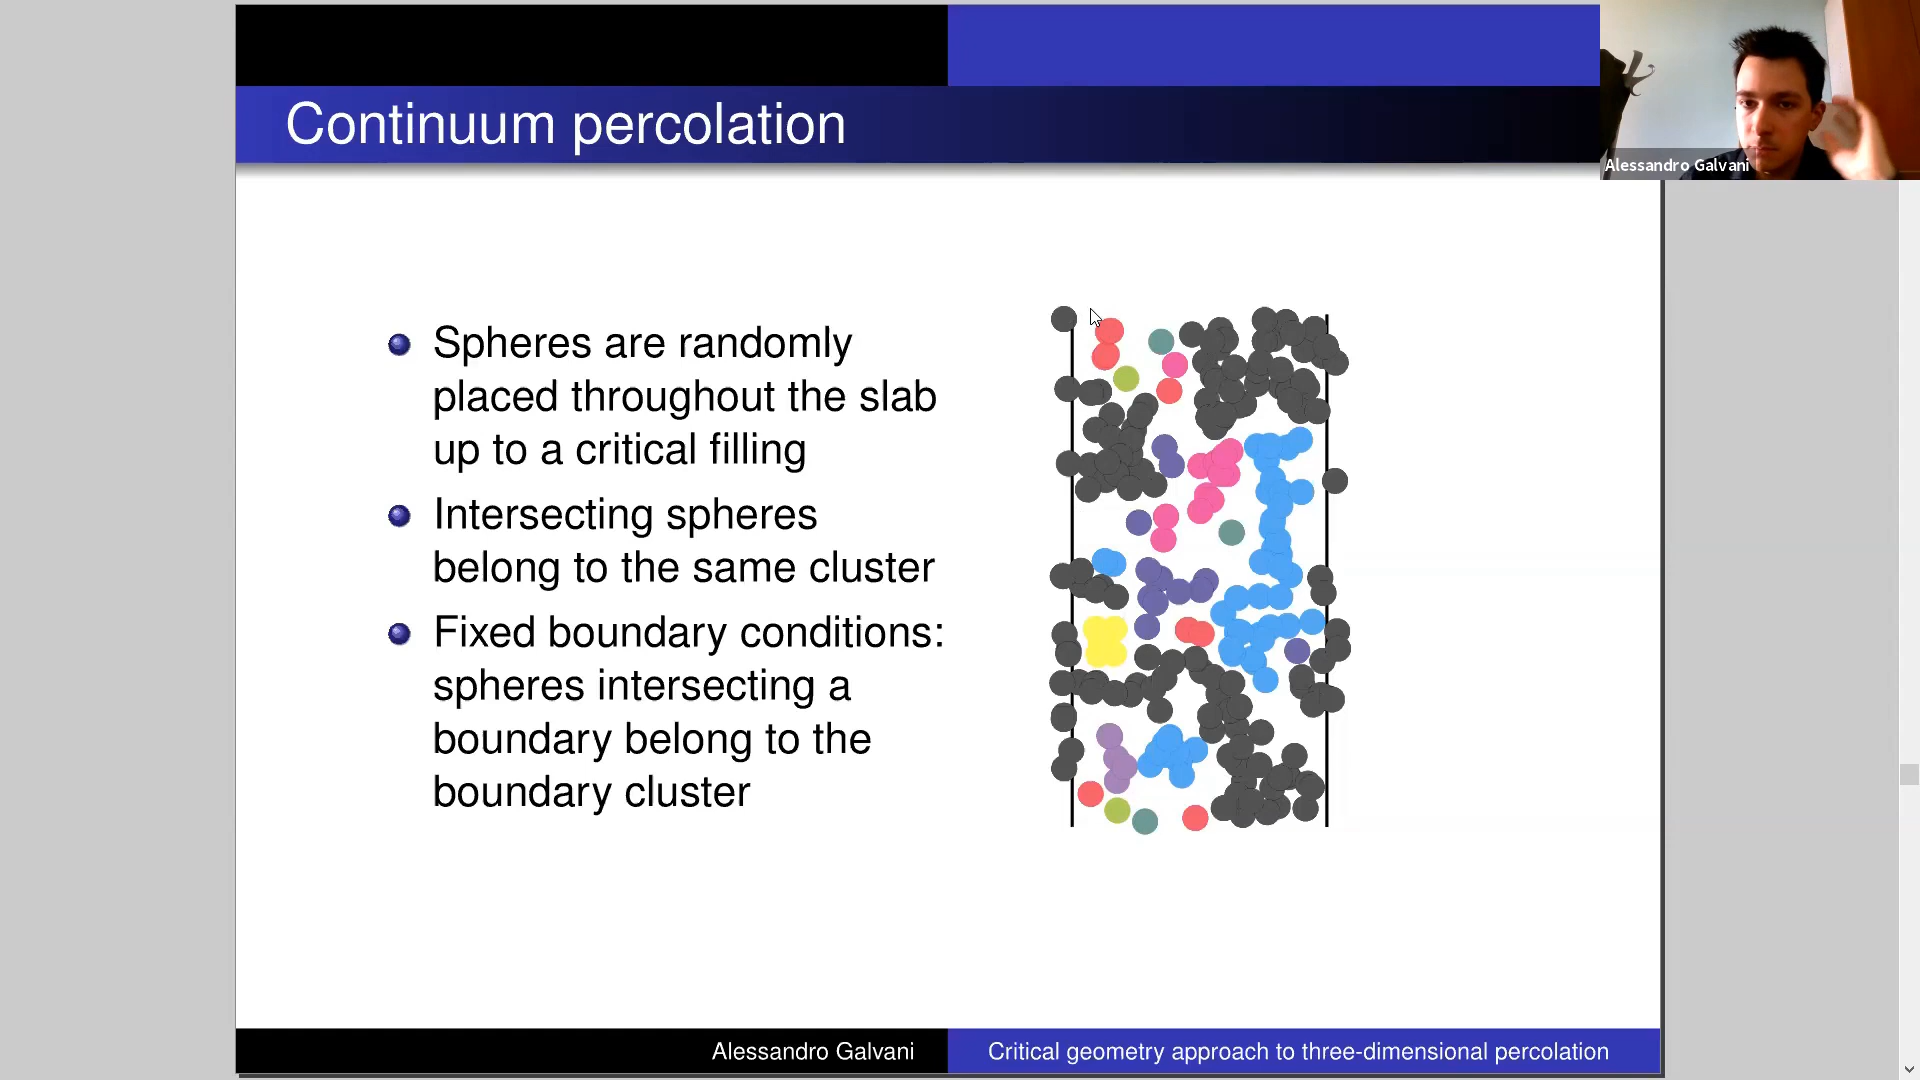 Continuum percolation
Alessandro Galvani
Spheres are randomly
placed throughout the slab
up to a critical filling
Intersecting spheres
belong to the same cluster
Fixed boundary conditions:
spheres intersecting a
boundary belong to the
boundary cluster
Alessandro Galvani
Critical geometry approach to three-dimensional percolation